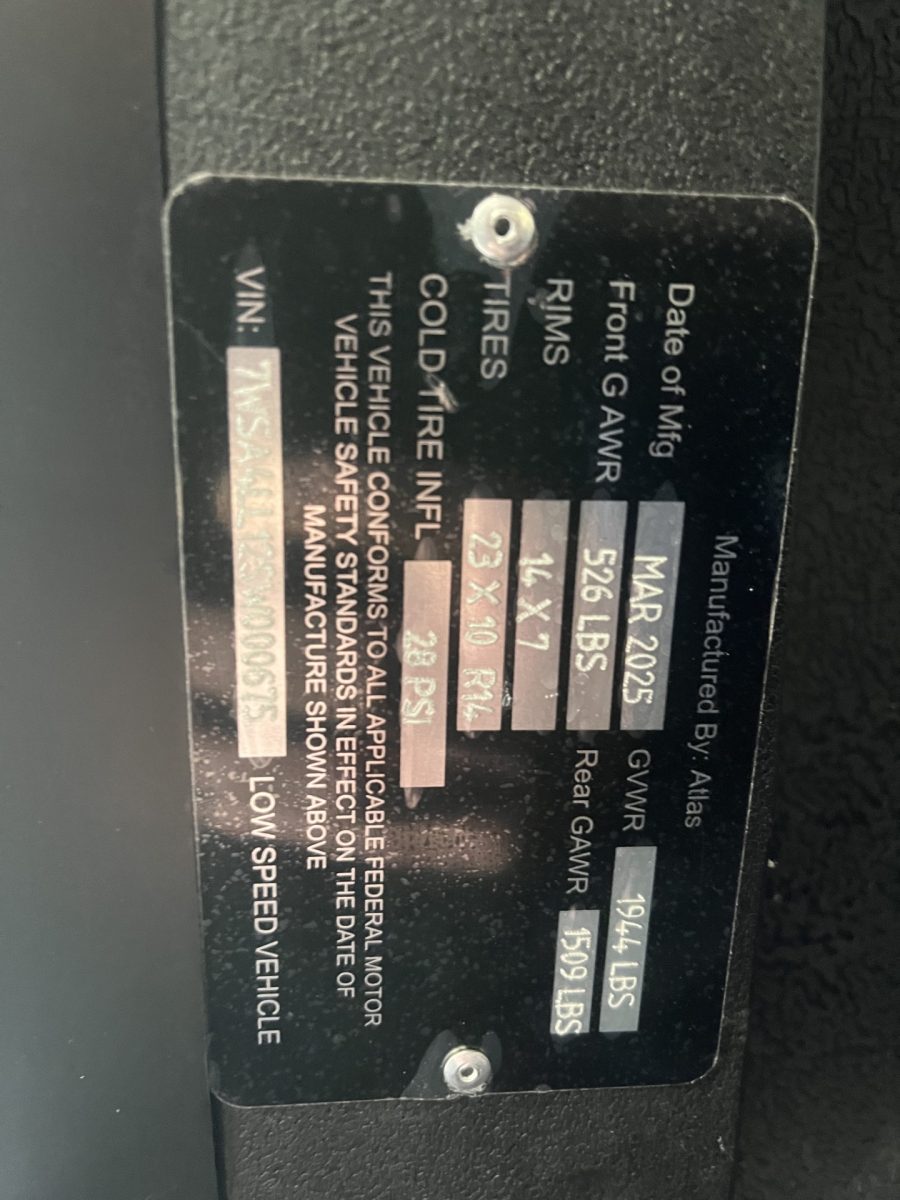 Manufactured By: Atlas
Date of Mfg MAR 2025 GVWR 1944 LBS
Front G AWR 526 LBS Rear GAWR 1509 LBS
RIMS 14 X 7
TIRES 23 X 10 R14
COLD TIRE INFL 28 PSI
THIS VEHICLE CONFORMS TO ALL APPLICABLE FEDERAL MOTOR
VEHICLE SAFETY STANDARDS IN EFFECT ON THE DATE OF
MANUFACTURE SHOWN ABOVE
VIN: LOW SPEED VEHICLE